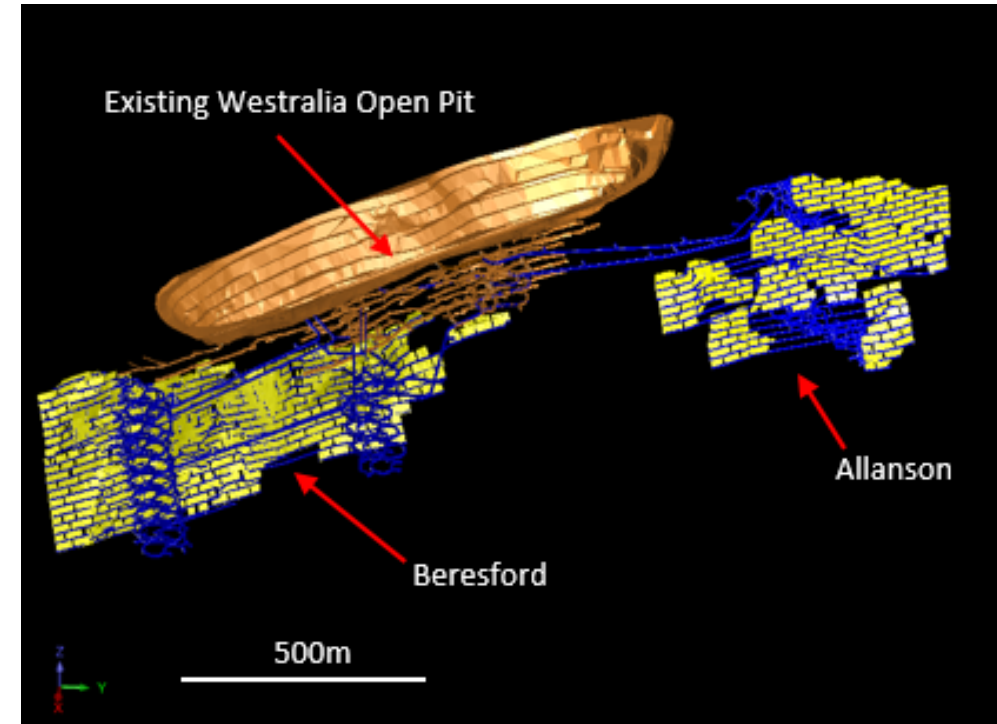 Existing Westralia Open Pit
Allanson
Beresford
500m
Z
Y
X